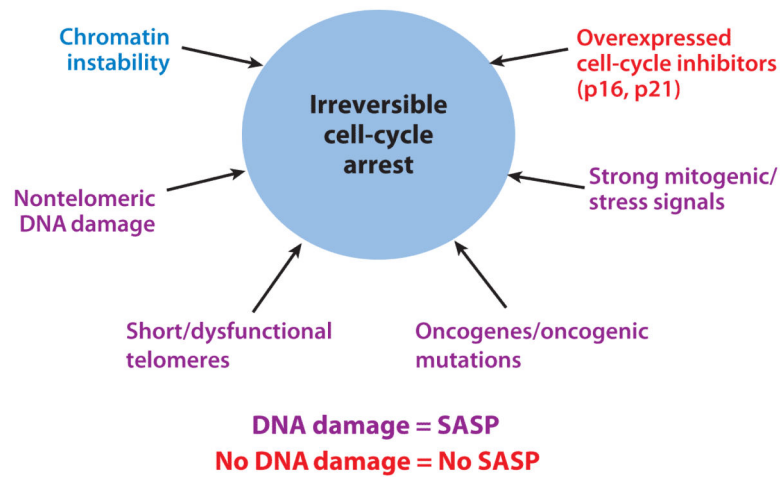 Chromatin
instability
Overexpressed
cell-cycle inhibitors
(p16, p21)
Irreversible
cell-cycle
arrest
Nontelomeric
DNA damage
Strong mitogenic/
stress signals
Short/dysfunctional
telomeres
Oncogenes/oncogenic
mutations
DNA damage = SASP
No DNA damage = No SASP